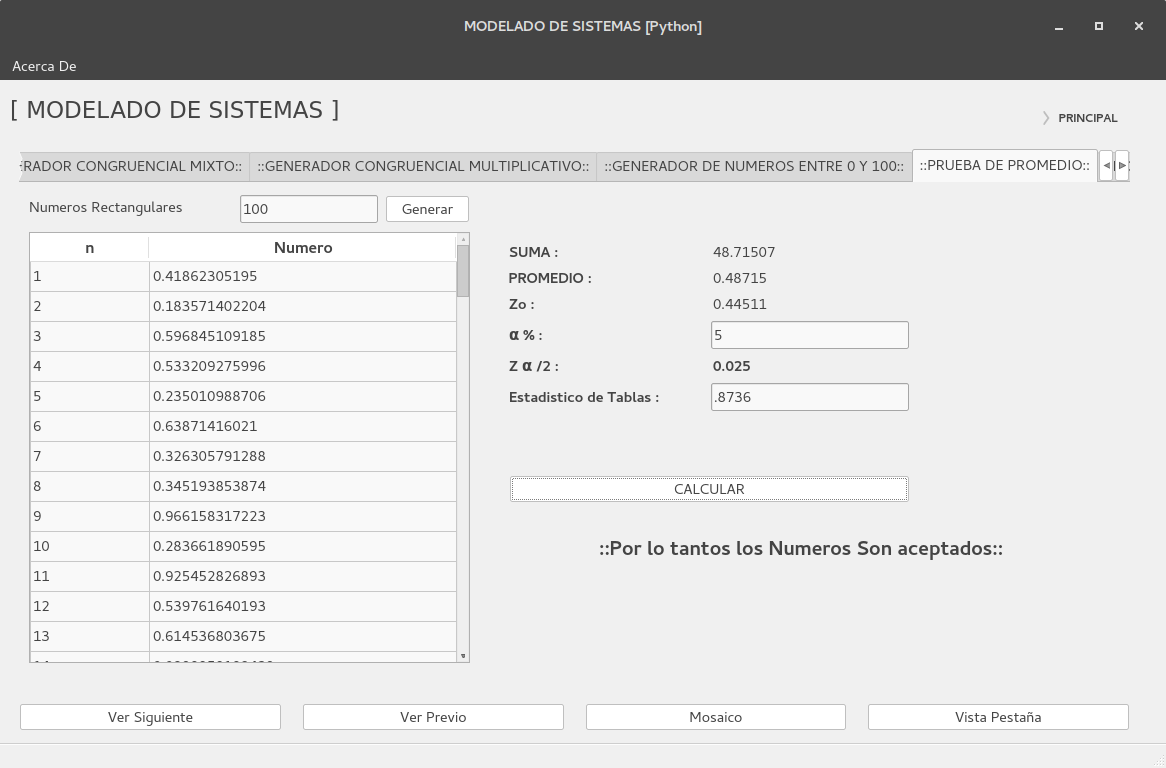 MODELADO DE SISTEMAS [Python]
Acerca De
[ MODELADO DE SISTEMAS ]
PRINCIPAL
RADOR CONGRUENCIAL MIXTO:: ::GENERADOR CONGRUENCIAL MULTIPLICATIVO:: ::GENERADOR DE NUMEROS ENTRE 0 Y 100:: ::PRUEBA DE PROMEDIO::
Numeros Rectangulares 100 Generar
n Numero
1 0.41862305195
2 0.183571402204
3 0.596845109185
4 0.533209275996
5 0.235010988706
6 0.63871416021
7 0.326305791288
8 0.345193853874
9 0.966158317223
10 0.283661890595
11 0.925452826893
12 0.539761640193
13 0.614536803675
SUMA : 48.71507
PROMEDIO : 0.48715
Zo : 0.44511
α % : 5
Z α /2 : 0.025
Estadistico de Tablas : .8736
CALCULAR
::Por lo tantos los Numeros Son aceptados::
Ver Siguiente Ver Previo Mosaico Vista Pestaña